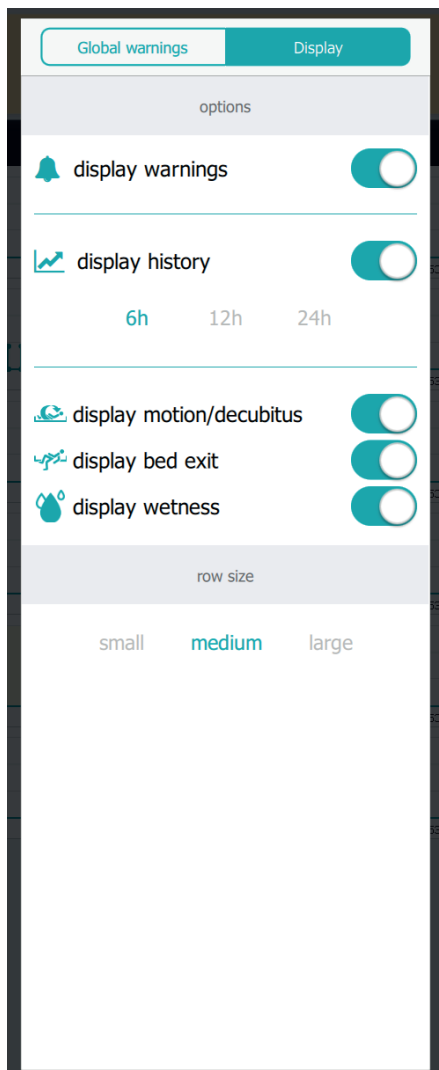 Global warnings Display
options
display warnings
display history
6h 12h 24h
display motion/decubitus
display bed exit
display wetness
row size
small medium large